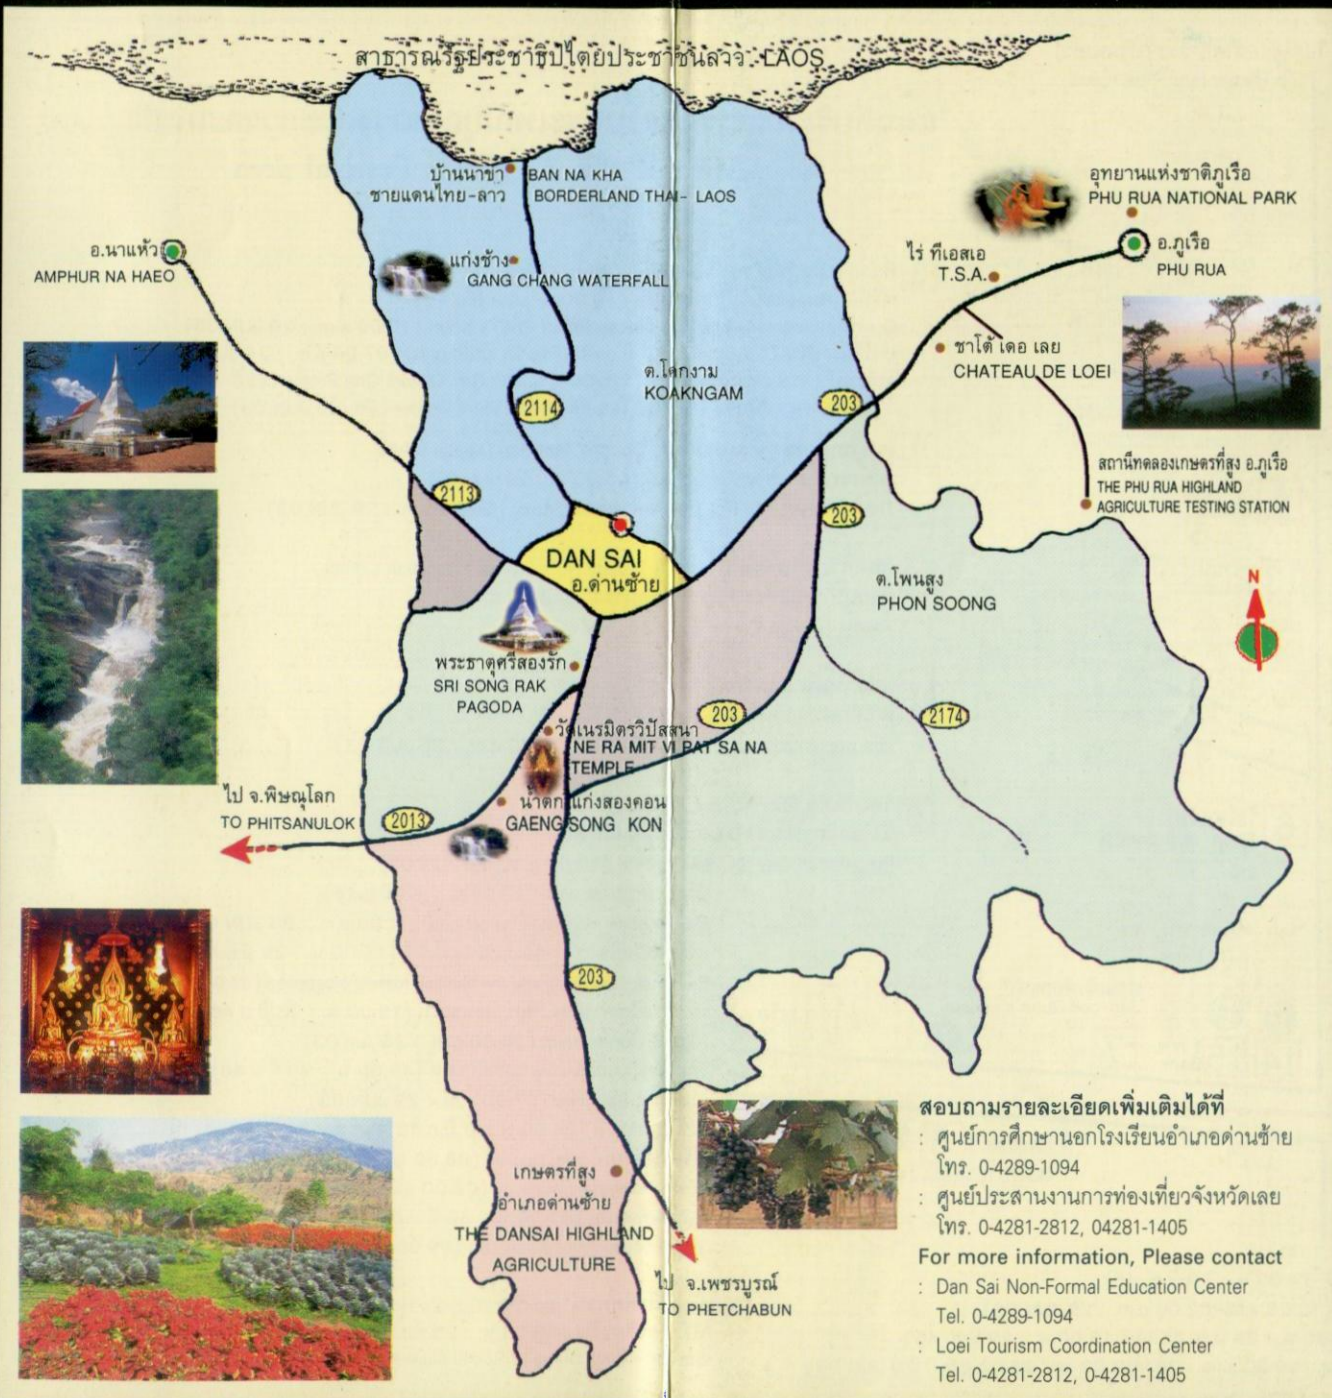 สาธารณรัฐประชาธิปไตยประชาชนลาว LAOS
บ้านนาข่า BAN NA KHA
ชายแดนไทย-ลาว BORDERLAND THAI - LAOS
อุทยานแห่งชาติภูเรือ
PHU RUA NATIONAL PARK
อ.นาแห้ว
AMPHUR NA HAEO
แก่งช้าง
GANG CHANG WATERFALL
ไร่ ทีเอสเอ
T.S.A.
อ.ภูเรือ
PHU RUA
ชาโต้ เดอ เลย
CHATEAU DE LOEI
ต.โคกงาม
KOAKNGAM
2114
203
2113
203
สถานีทดลองเกษตรที่สูง อ.ภูเรือ
THE PHU RUA HIGHLAND
AGRICULTURE TESTING STATION
DAN SAI
อ.ด่านซ้าย
ต.โพนสูง
PHON SOONG
N
พระธาตุศรีสองรัก
SRI SONG RAK
PAGODA
203
2174
วัดเนรมิตรวิปัสสนา
NE RA MIT VI PAT SA NA
TEMPLE
ไป จ.พิษณุโลก
TO PHITSANULOK
2013
น้ำตกแก่งสองคอน
GAENG SONG KON
203
เกษตรที่สูง
อำเภอด่านซ้าย
THE DANSAI HIGHLAND
AGRICULTURE
ไป จ.เพชรบูรณ์
TO PHETCHABUN
สอบถามรายละเอียดเพิ่มเติมได้ที่
: ศูนย์การศึกษานอกโรงเรียนอำเภอด่านซ้าย
โทร. 0-4289-1094
: ศูนย์ประสานงานการท่องเที่ยวจังหวัดเลย
โทร. 0-4281-2812, 04281-1405
For more information, Please contact
: Dan Sai Non-Formal Education Center
Tel. 0-4289-1094
: Loei Tourism Coordination Center
Tel. 0-4281-2812, 0-4281-1405